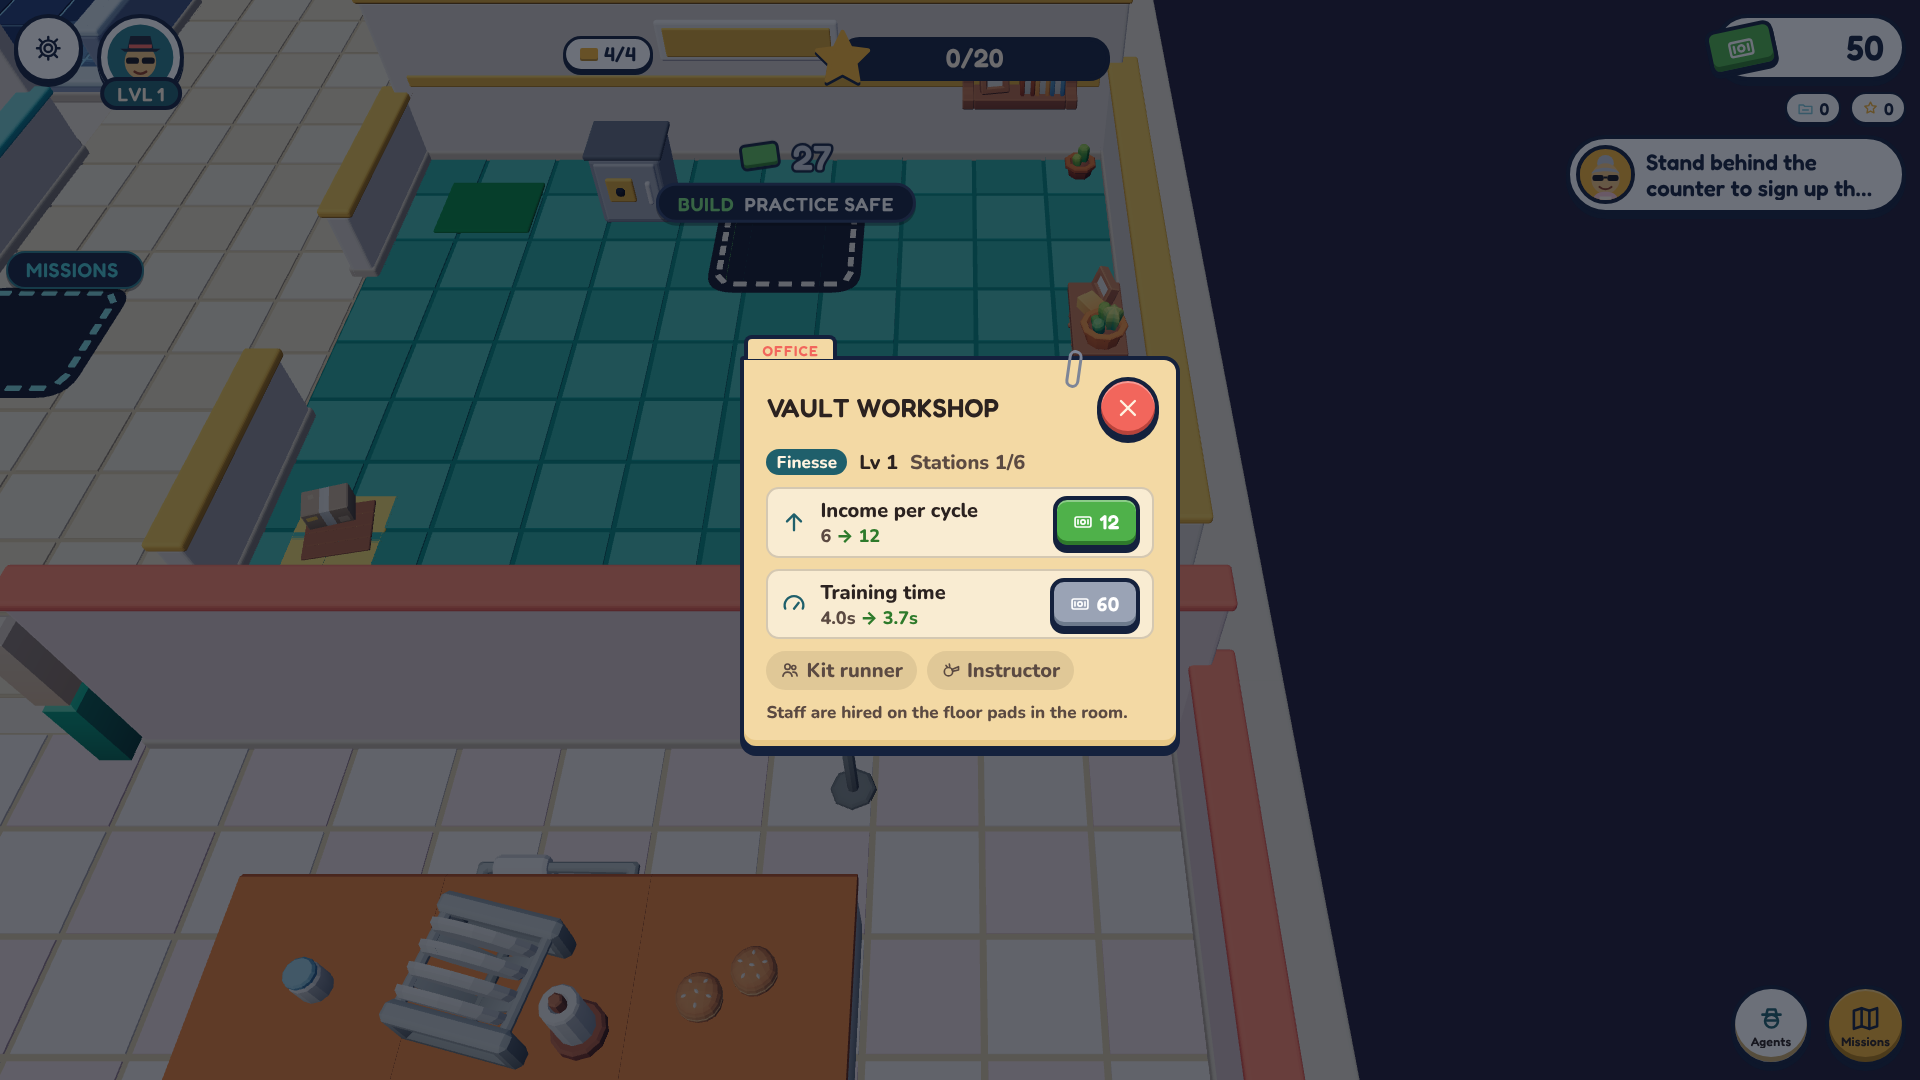 LVL 1
4/4
0/20
50
0
0
Stand behind the
counter to sign up th...
27
BUILD PRACTICE SAFE
MISSIONS
OFFICE
VAULT WORKSHOP
Finesse Lv 1 Stations 1/6
Income per cycle
6 → 12
12
Training time
4.0s → 3.7s
60
Kit runner
Instructor
Staff are hired on the floor pads in the room.
Agents
Missions